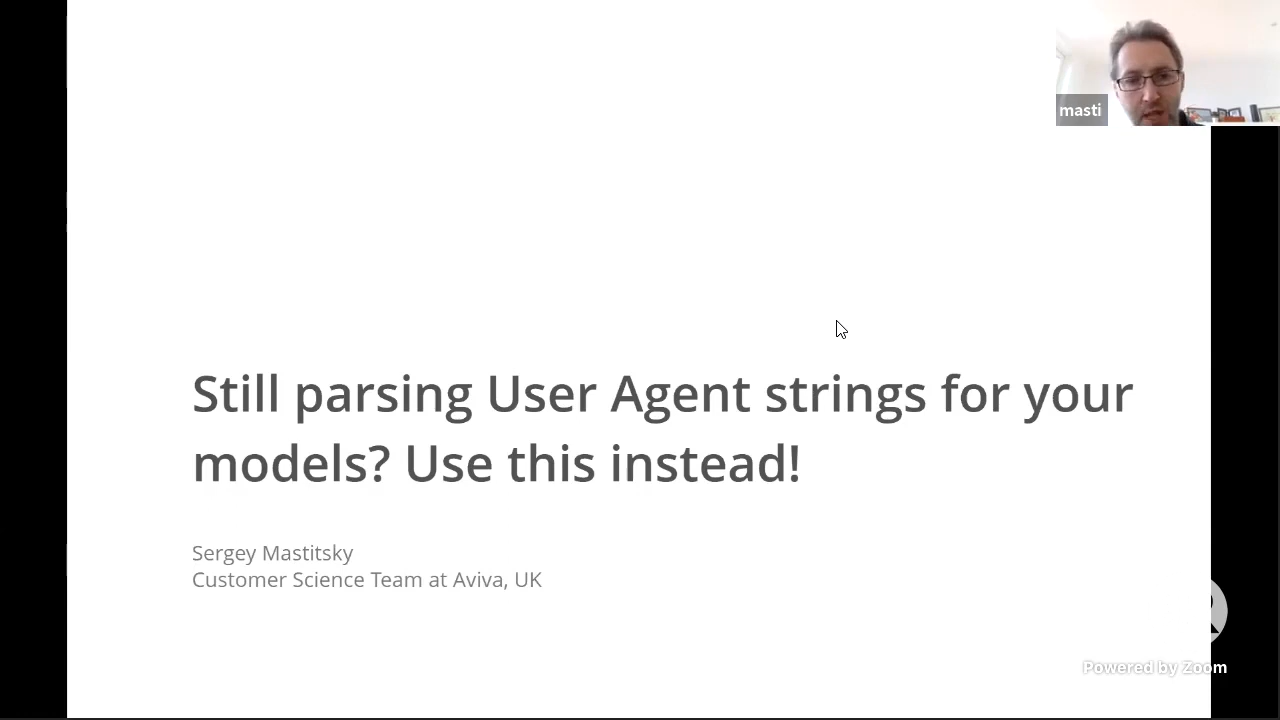 masti
Still parsing User Agent strings for your
models? Use this instead!
Sergey Mastitsky
Customer Science Team at Aviva, UK
Powered by Zoom